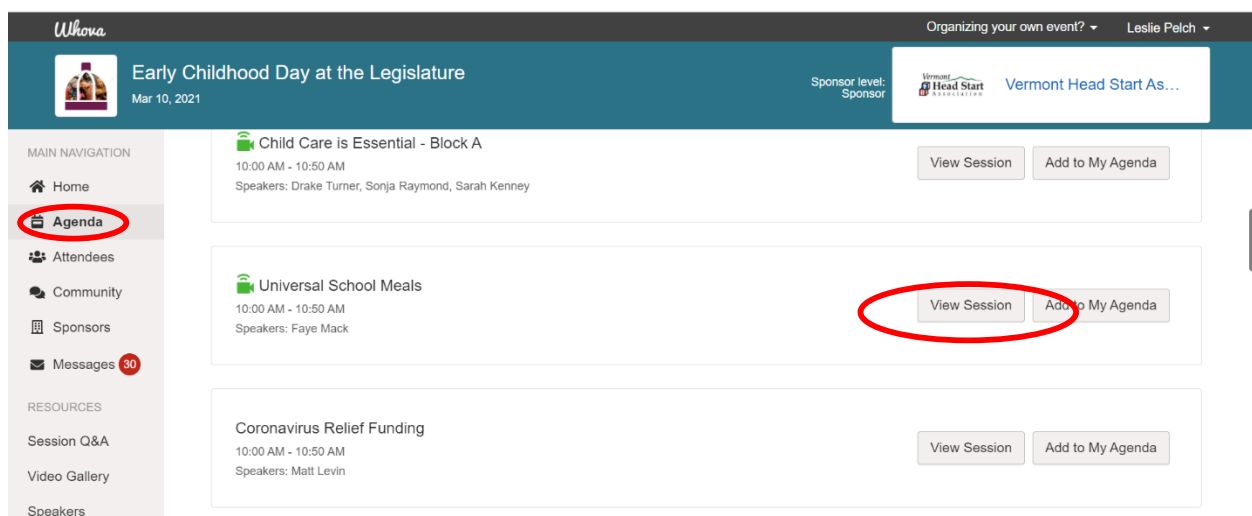 Whova
Organizing your own event?
Leslie Pelch
Early Childhood Day at the Legislature
Mar 10, 2021
Sponsor level:
Sponsor
Vermont
Head Start
Association
Vermont Head Start As...
MAIN NAVIGATION
Home
Agenda
Attendees
Community
Sponsors
Messages 30
RESOURCES
Session Q&A
Video Gallery
Speakers
Child Care is Essential - Block A
10:00 AM - 10:50 AM
Speakers: Drake Turner, Sonja Raymond, Sarah Kenney
View Session
Add to My Agenda
Universal School Meals
10:00 AM - 10:50 AM
Speakers: Faye Mack
View Session
Add to My Agenda
Coronavirus Relief Funding
10:00 AM - 10:50 AM
Speakers: Matt Levin
View Session
Add to My Agenda